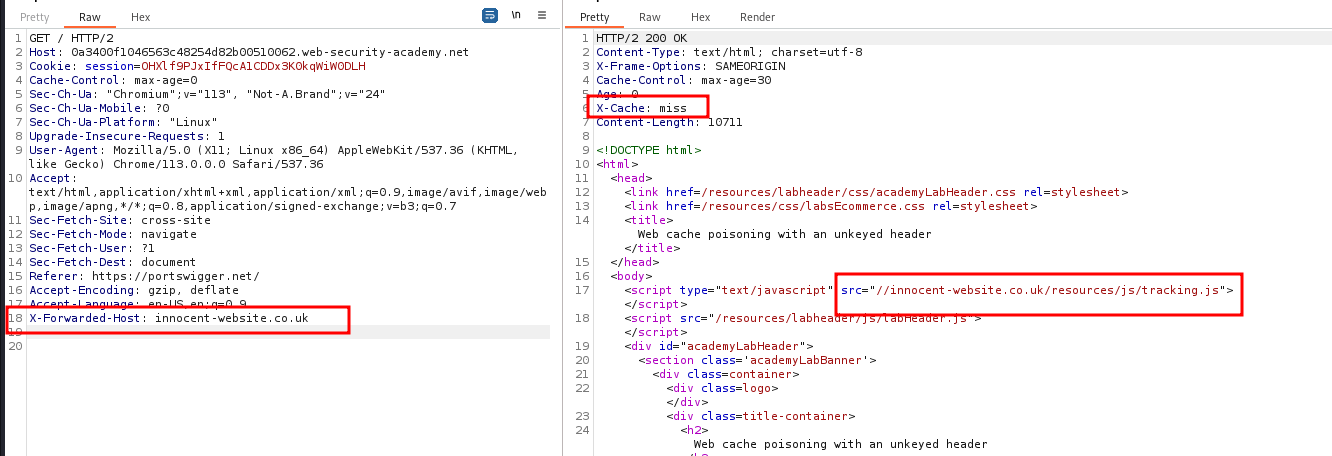 Pretty Raw Hex \n
1 GET / HTTP/2
2 Host: 0a3400f1046563c48254d82b00510062.web-security-academy.net
3 Cookie: session=OHXlf9PJxIfFQcAlCDDx3K0kqWiW0DLH
4 Cache-Control: max-age=0
5 Sec-Ch-Ua: "Chromium";v="113", "Not-A.Brand";v="24"
6 Sec-Ch-Ua-Mobile: ?0
7 Sec-Ch-Ua-Platform: "Linux"
8 Upgrade-Insecure-Requests: 1
9 User-Agent: Mozilla/5.0 (X11; Linux x86_64) AppleWebKit/537.36 (KHTML,
like Gecko) Chrome/113.0.0.0 Safari/537.36
10 Accept:
text/html,application/xhtml+xml,application/xml;q=0.9,image/avif,image/web
p,image/apng,*/*;q=0.8,application/signed-exchange;v=b3;q=0.7
11 Sec-Fetch-Site: cross-site
12 Sec-Fetch-Mode: navigate
13 Sec-Fetch-User: ?1
14 Sec-Fetch-Dest: document
15 Referer: https://portswigger.net/
16 Accept-Encoding: gzip, deflate
17 Accept-Language: en-US,en;q=0.9
18 X-Forwarded-Host: innocent-website.co.uk
19
20
Pretty Raw Hex Render
1 HTTP/2 200 OK
2 Content-Type: text/html; charset=utf-8
3 X-Frame-Options: SAMEORIGIN
4 Cache-Control: max-age=30
5 Age: 0
6 X-Cache: miss
7 Content-Length: 10711
8
9 <!DOCTYPE html>
10 <html>
11 <head>
12 <link href=/resources/labheader/css/academyLabHeader.css rel=stylesheet>
13 <link href=/resources/css/labsEcommerce.css rel=stylesheet>
14 <title>
Web cache poisoning with an unkeyed header
</title>
15 </head>
16 <body>
17 <script type="text/javascript" src="//innocent-website.co.uk/resources/js/tracking.js">
</script>
18 <script src="/resources/labheader/js/labHeader.js">
</script>
19 <div id="academyLabHeader">
20 <section class='academyLabBanner'>
21 <div class=container>
22 <div class=logo>
</div>
23 <div class=title-container>
24 <h2>
Web cache poisoning with an unkeyed header